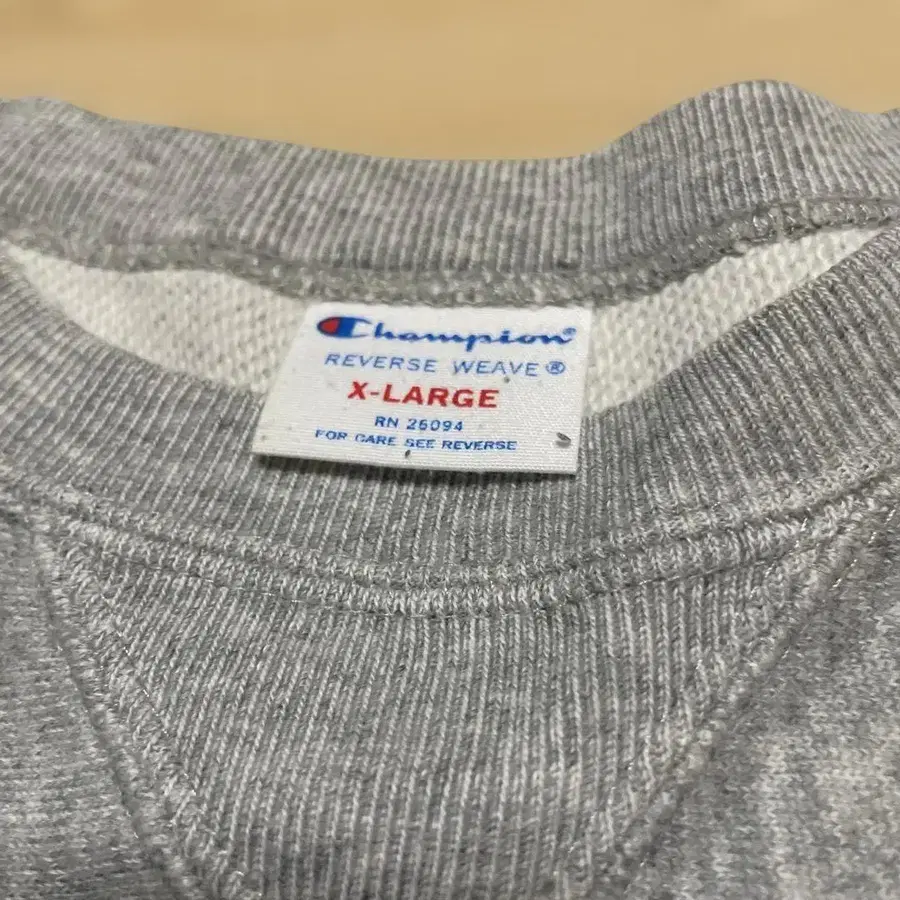 Champion®
REVERSE WEAVE®
X-LARGE
RN 26094
FOR CARE SEE REVERSE